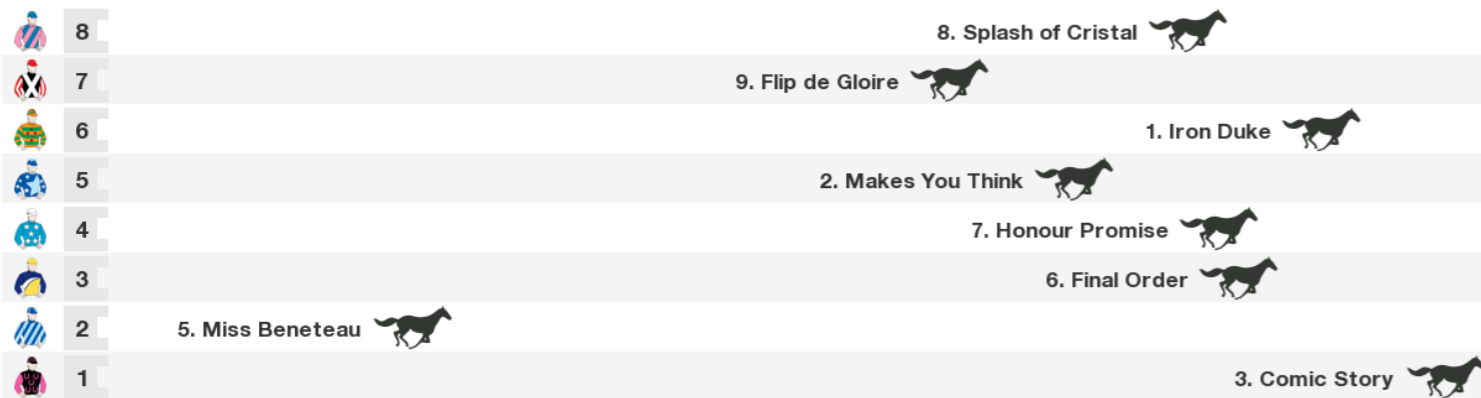 8 8. Splash of Cristal
7 9. Flip de Gloire
6 1. Iron Duke
5 2. Makes You Think
4 7. Honour Promise
3 6. Final Order
2 5. Miss Beneteau
1 3. Comic Story